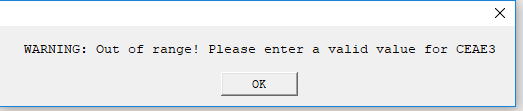 WARNING: Out of range! Please enter a valid value for CEAE3
OK